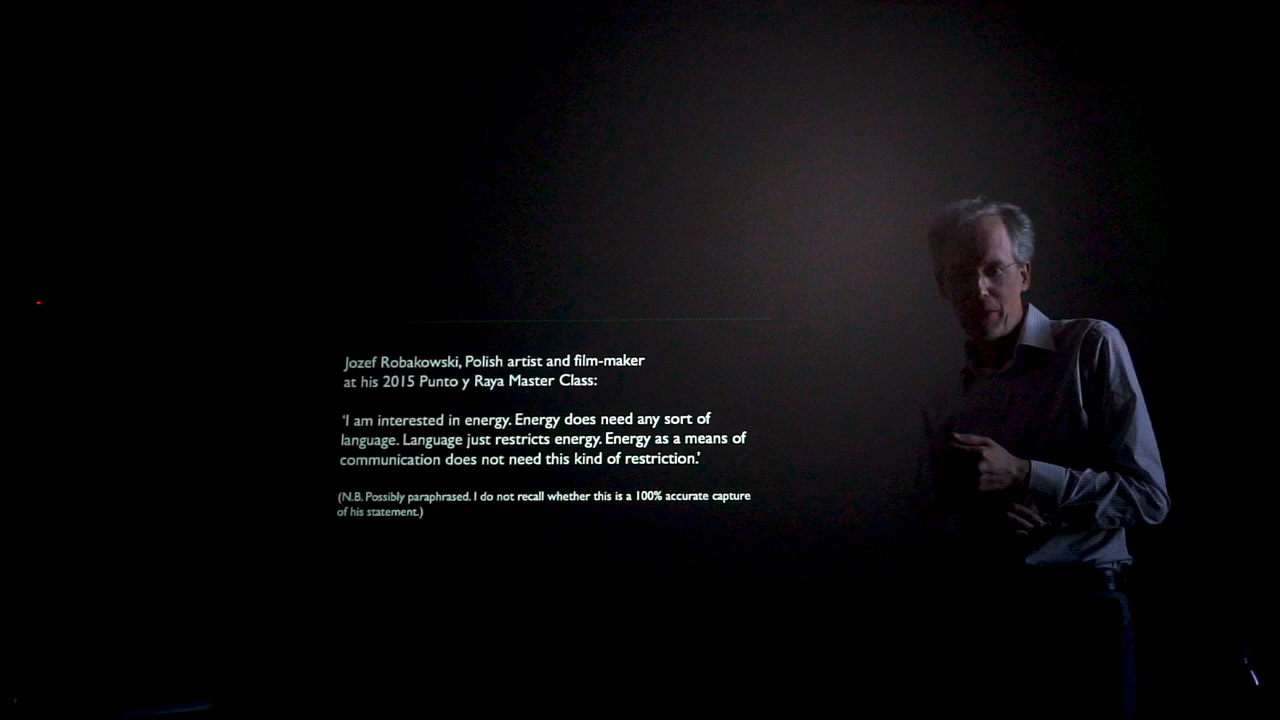 Jozef Robakowski, Polish artist and film-maker
at his 2015 Punto y Raya Master Class:
‘I am interested in energy. Energy does need any sort of
language. Language just restricts energy. Energy as a means of
communication does not need this kind of restriction.’
(N.B. Possibly paraphrased. I do not recall whether this is a 100% accurate capture
of his statement.)